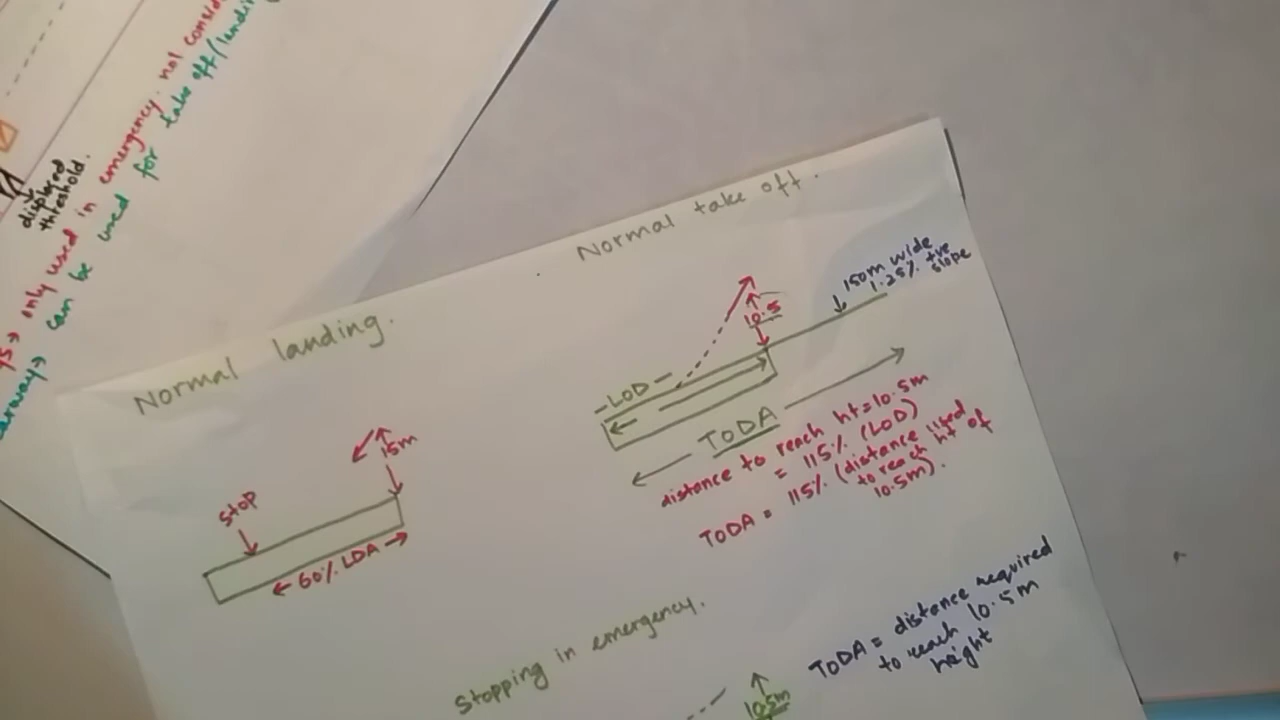 only used in emergency. not consid
can be used for take off/landin
displaced
threshold.
Normal take off.
150m wide
1.25% +ve
slope
10.5
LOD
TODA
distance to reach ht=10.5m
= 115% (LOD)
TODA = 115% (distance used
to reach ht of
10.5m).
Normal landing.
15m
stop
60% LDA
Stopping in emergency.
TODA = distance required
to reach 10.5m
height
10.5m